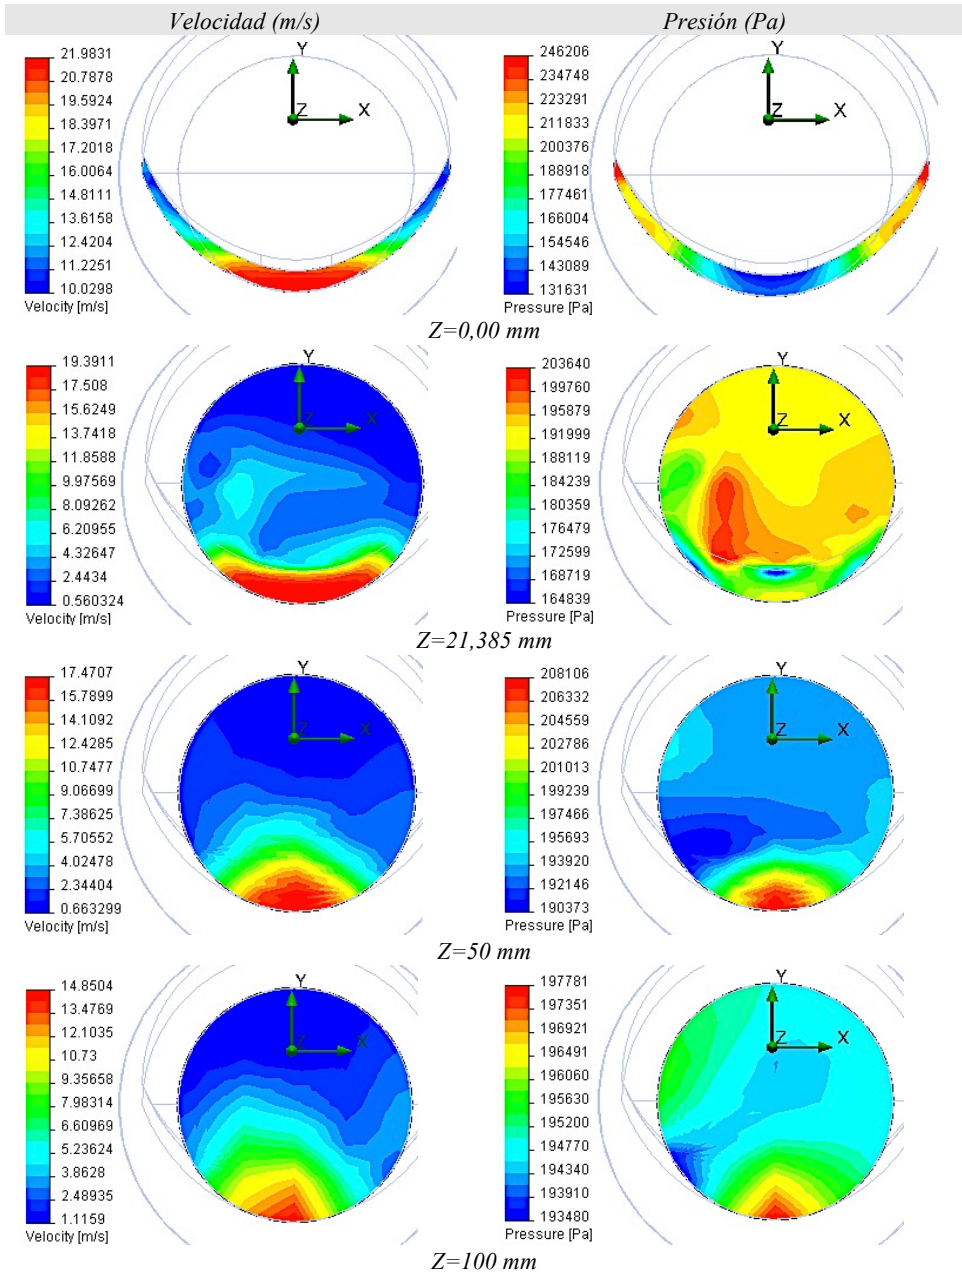 Velocidad (m/s)
Presión (Pa)
21.9831
20.7878
19.5924
18.3971
17.2018
16.0064
14.8111
13.6158
12.4204
11.2251
10.0298
Velocity [m/s]
Y
Z
X
246206
234748
223291
211833
200376
188918
177461
166004
154546
143089
131631
Pressure [Pa]
Y
Z
X
Z=0,00 mm
19.3911
17.508
15.6249
13.7418
11.8588
9.97569
8.09262
6.20955
4.32647
2.4434
0.560324
Velocity [m/s]
Y
Z
X
203640
199760
195879
191999
188119
184239
180359
176479
172599
168719
164839
Pressure [Pa]
Y
Z
X
Z=21,385 mm
17.4707
15.7899
14.1092
12.4285
10.7477
9.06699
7.38625
5.70552
4.02478
2.34404
0.663299
Velocity [m/s]
Y
Z
X
208106
206332
204559
202786
201013
199239
197466
195693
193920
192146
190373
Pressure [Pa]
Y
Z
X
Z=50 mm
14.8504
13.4769
12.1035
10.73
9.35658
7.98314
6.60969
5.23624
3.8628
2.48935
1.1159
Velocity [m/s]
Y
Z
X
197781
197351
196921
196491
196060
195630
195200
194770
194340
193910
193480
Pressure [Pa]
Y
Z
X
Z=100 mm